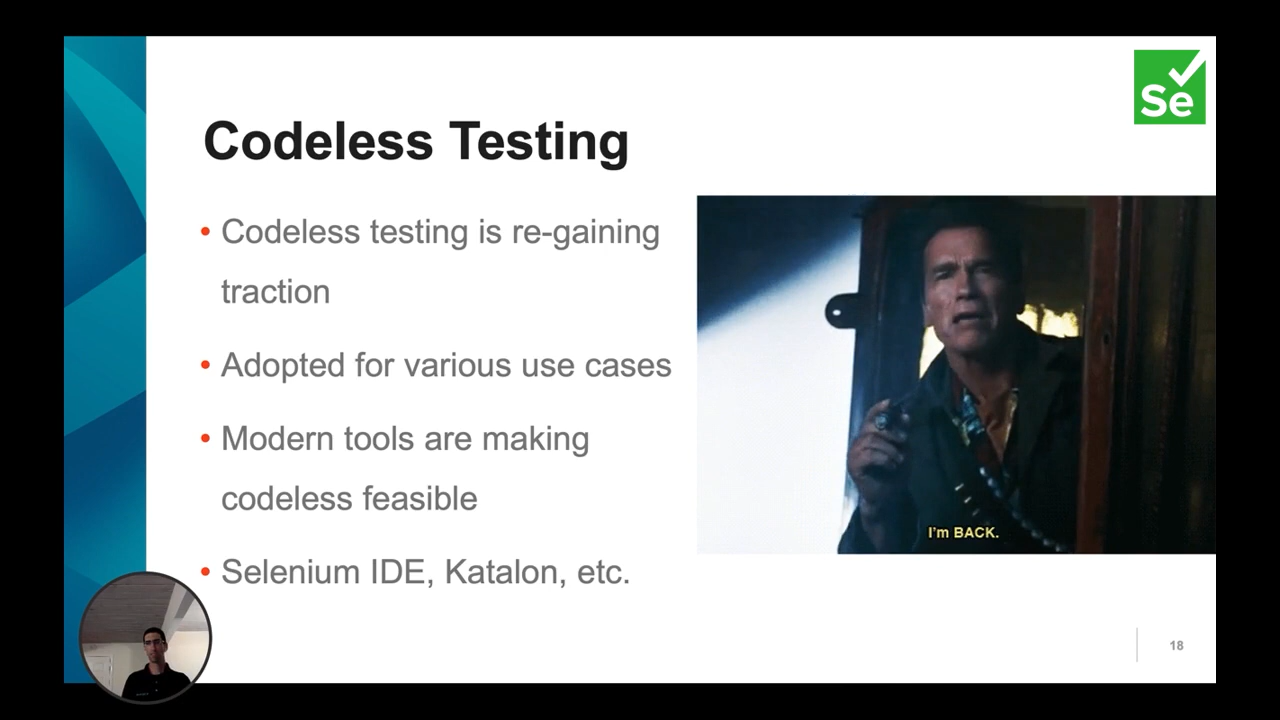 Se
Codeless Testing
• Codeless testing is re-gaining
traction
• Adopted for various use cases
• Modern tools are making
codeless feasible
• Selenium IDE, Katalon, etc.
I'm BACK.
18